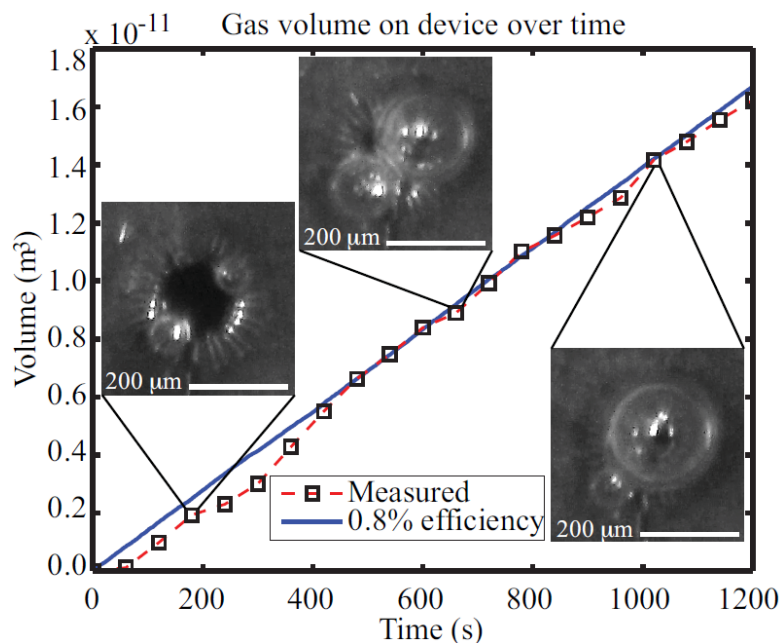 Gas volume on device over time
x 10-11
1.8
1.6
1.4
1.2
1.0
0.8
0.6
0.4
0.2
0.0
Volume (m³)
200 μm
200 μm
200 μm
Measured
0.8% efficiency
0 200 400 600 800 1000 1200
Time (s)